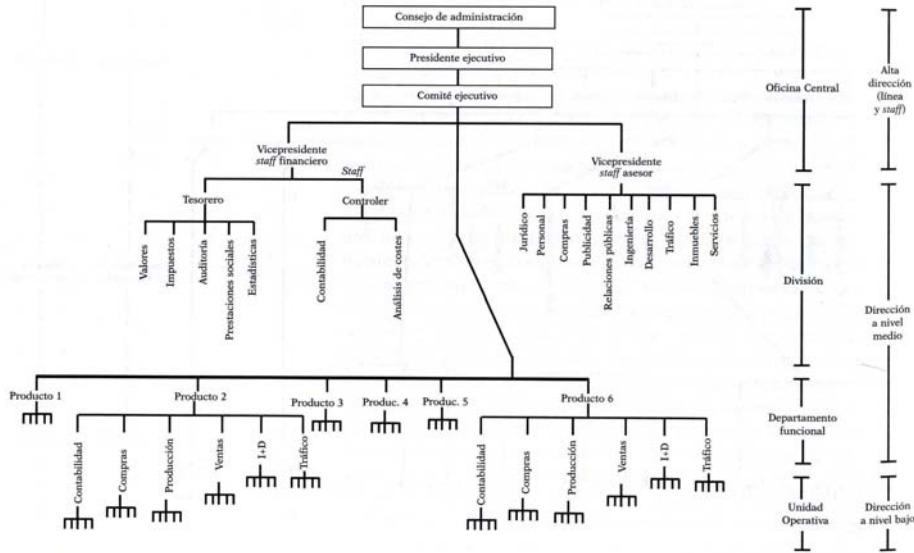 Consejo de administración
Presidente ejecutivo
Comité ejecutivo
Oficina Central
Alta
dirección
(línea
y staff)
Vicepresidente
staff financiero
Staff
Vicepresidente
staff asesor
Tesorero
Controler
Valores
Impuestos
Auditoría
Prestaciones sociales
Estadísticas
Contabilidad
Análisis de costes
Jurídico
Personal
Compras
Publicidad
Relaciones públicas
Ingeniería
Desarrollo
Tráfico
Inmuebles
Servicios
División
Dirección
a nivel
medio
Producto 1
Producto 2
Producto 3
Produc. 4
Produc. 5
Producto 6
Departamento
funcional
Contabilidad
Compras
Producción
Ventas
I+D
Tráfico
Contabilidad
Compras
Producción
Ventas
I+D
Tráfico
Unidad
Operativa
Dirección
a nivel bajo